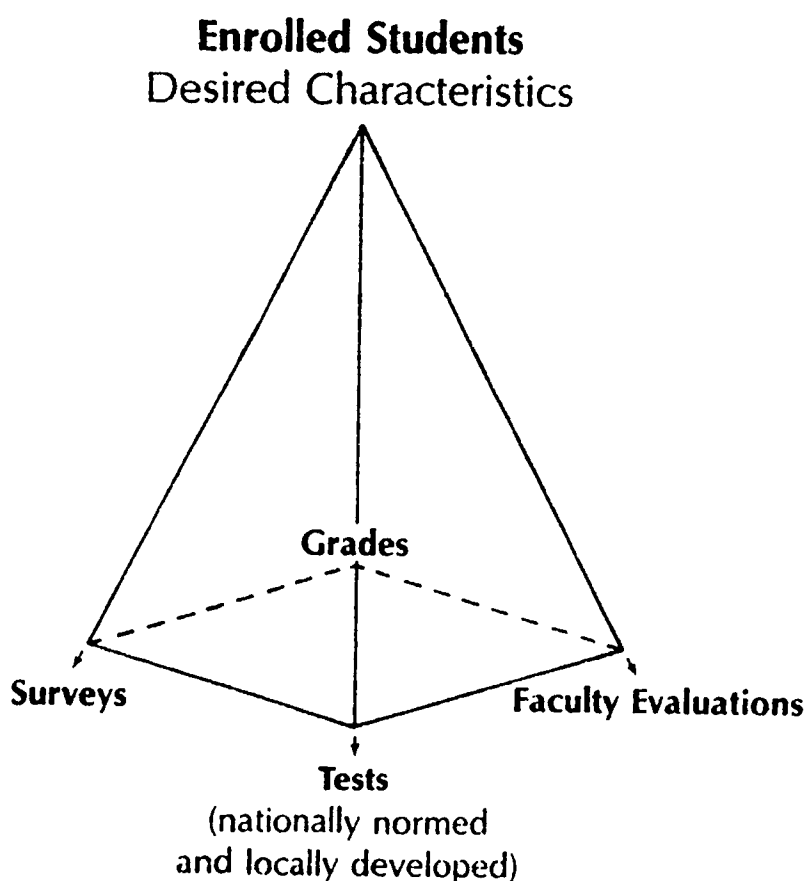 Enrolled Students
Desired Characteristics
Grades
Surveys
Faculty Evaluations
Tests
(nationally normed
and locally developed)